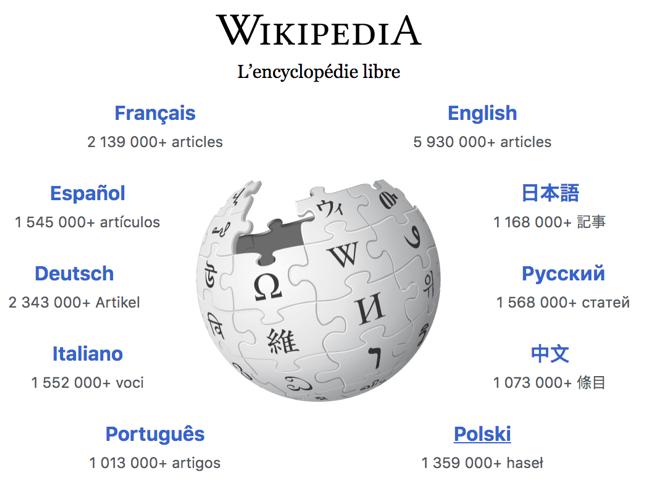 WIKIPEDIA
L'encyclopédie libre
Français
2 139 000+ articles
English
5 930 000+ articles
Español
1 545 000+ artículos
日本語
1 168 000+ 記事
Deutsch
2 343 000+ Artikel
Русский
1 568 000+ статей
Italiano
1 552 000+ voci
中文
1 073 000+ 條目
Português
1 013 000+ artigos
Polski
1 359 000+ haseł
ウィ
W
Ω
И
維